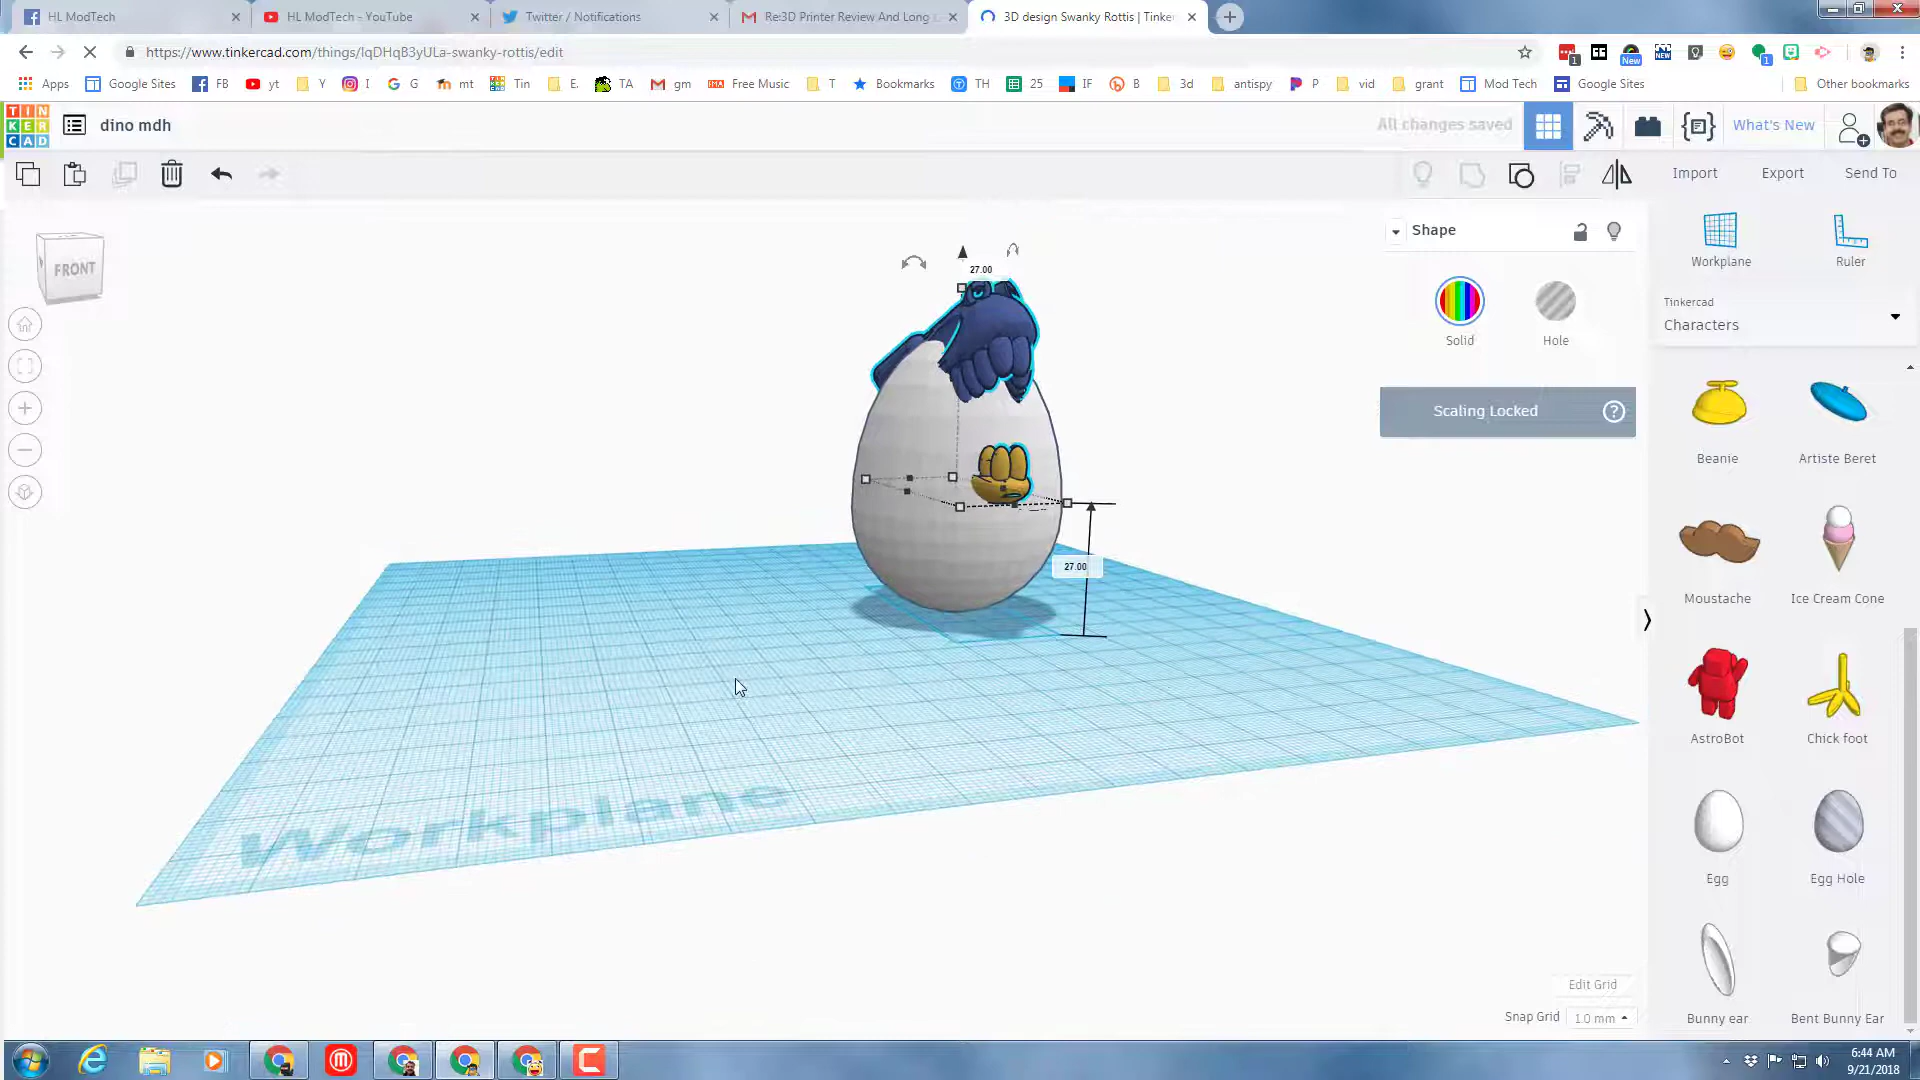 HL ModTech
HL ModTech - YouTube
Twitter / Notifications
Re:3D Printer Review And Long
3D design Swanky Rottis | Tinke
https://www.tinkercad.com/things/lqDHqB3yULa-swanky-rottis/edit
1 New NEW 1
Apps Google Sites FB yt Y I G mt Tin E. TA gm Free Music T Bookmarks TH 25 IF B 3d antispy P vid grant Mod Tech Google Sites Other bookmarks
TIN
KER
CAD
dino mdh
All changes saved
What's New
Import Export Send To
FRONT
27.00
27.00
Shape
Solid
Hole
Scaling Locked
?
Workplane
Ruler
Tinkercad
Characters
Beanie
Artiste Beret
Moustache
Ice Cream Cone
AstroBot
Chick foot
Egg
Egg Hole
Bunny ear
Bent Bunny Ear
Workplane
Edit Grid
Snap Grid 1.0 mm
6:44 AM
9/21/2018